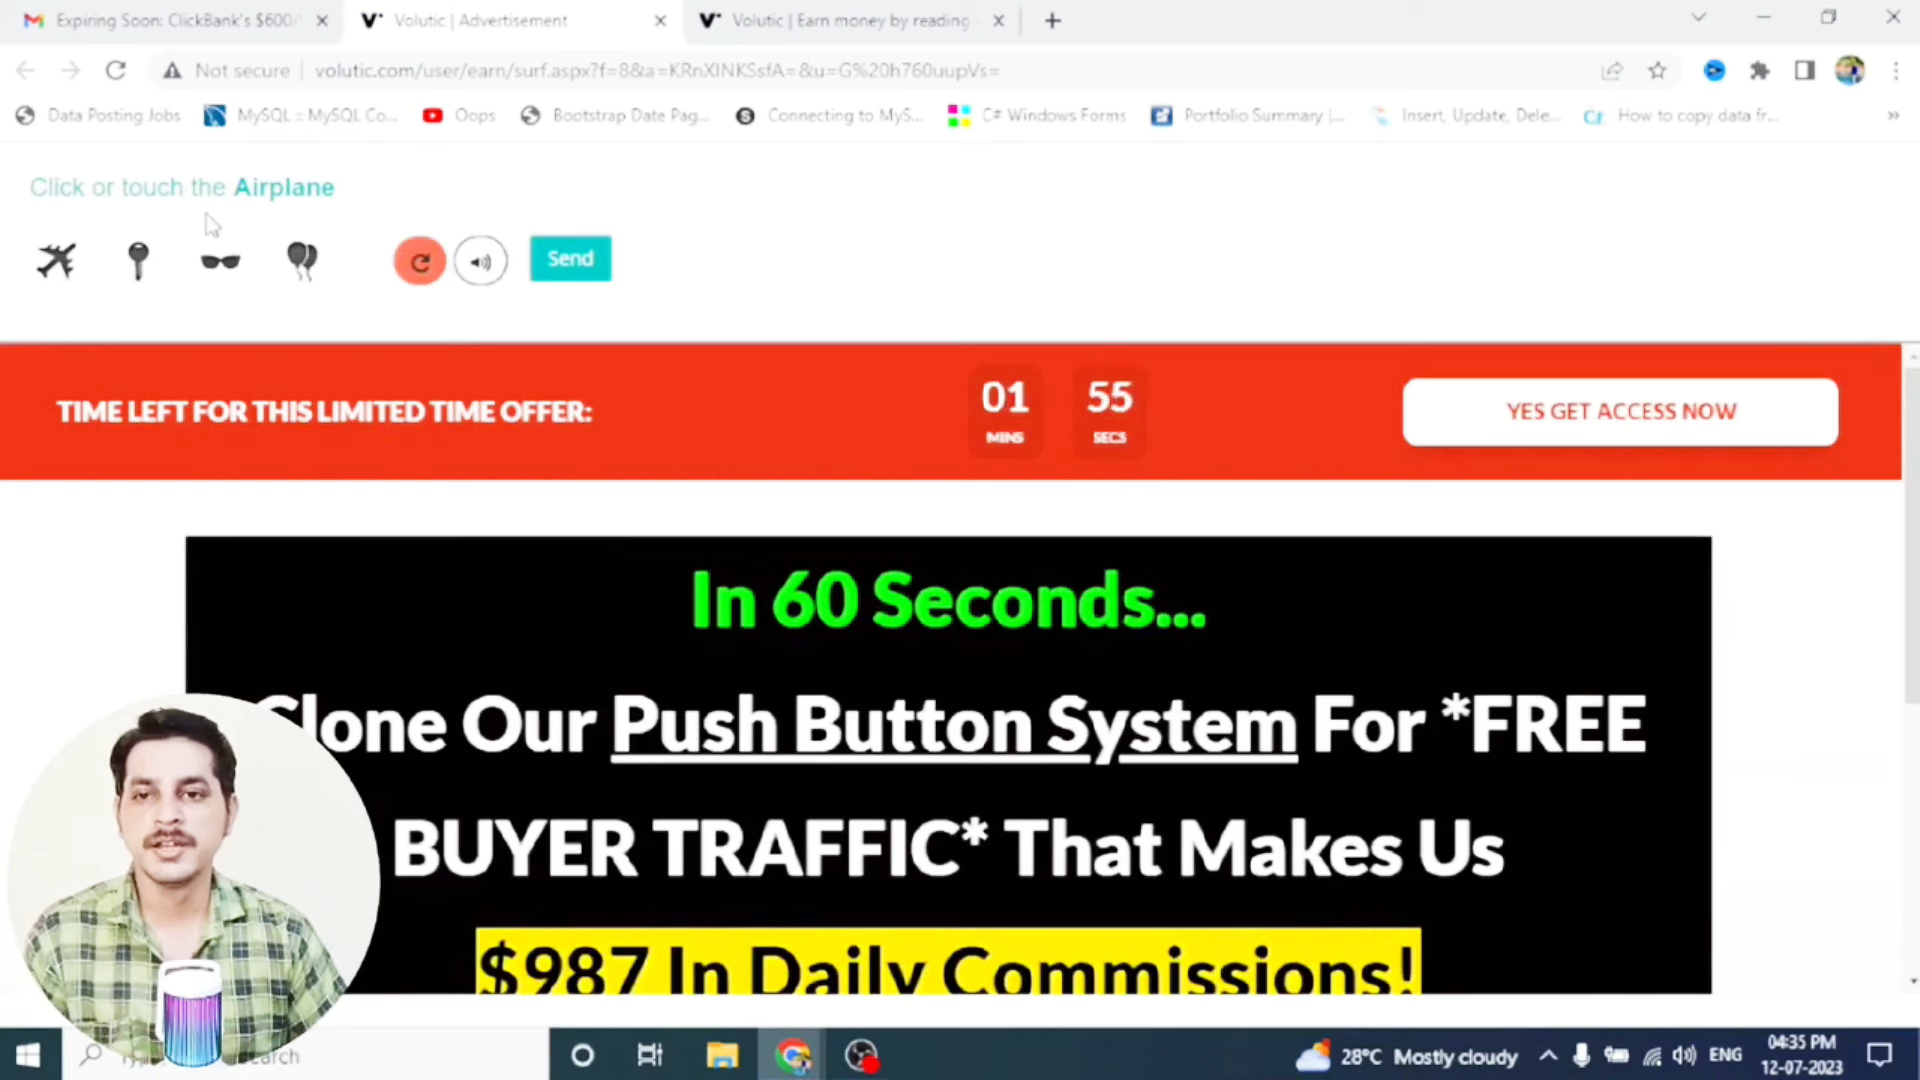 Expiring Soon: ClickBank's $600/
Volutic | Advertisement
Volutic | Earn money by reading
Not secure
volutic.com/user/earn/surf.aspx?f=8&a=KRnXINKSsfA=&u=G%20h760uupVs=
Data Posting Jobs
MySQL :: MySQL Co...
Oops
Bootstrap Date Pag...
Connecting to MyS...
C# Windows Forms
Portfolio Summary |...
Insert, Update, Dele...
How to copy data fr...
Click or touch the Airplane
Send
TIME LEFT FOR THIS LIMITED TIME OFFER:
01
MINS
55
SECS
YES GET ACCESS NOW
In 60 Seconds...
Clone Our Push Button System For *FREE
BUYER TRAFFIC* That Makes Us
$987 In Daily Commissions!
28°C Mostly cloudy
ENG
04:35 PM
12-07-2023